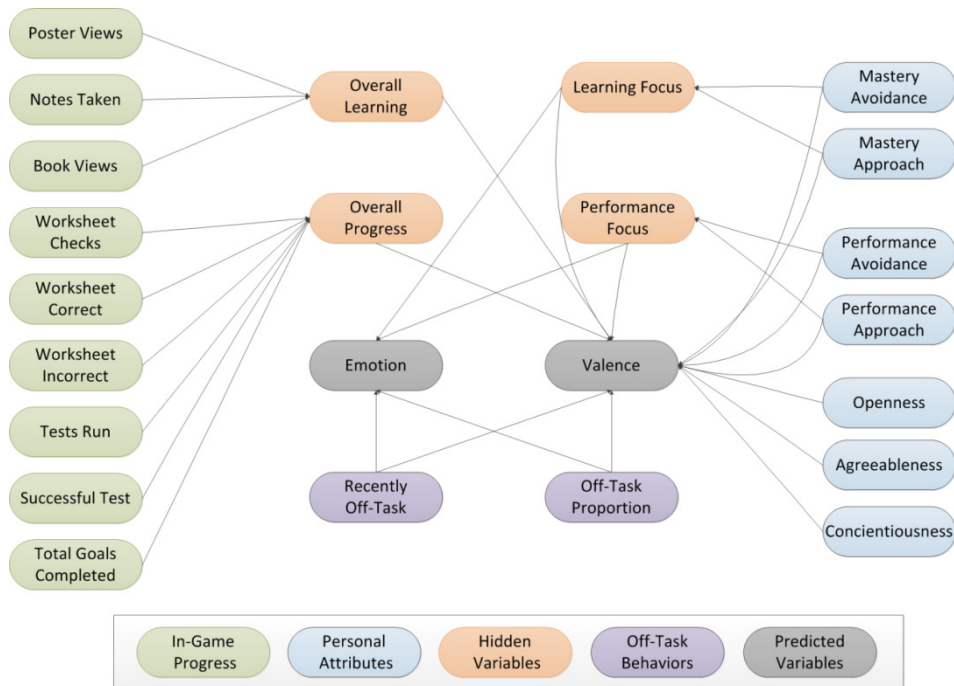 Poster Views
Notes Taken
Book Views
Worksheet
Checks
Worksheet
Correct
Worksheet
Incorrect
Tests Run
Successful Test
Total Goals
Completed
Overall
Learning
Overall
Progress
Learning Focus
Performance
Focus
Emotion
Valence
Recently
Off-Task
Off-Task
Proportion
Mastery
Avoidance
Mastery
Approach
Performance
Avoidance
Performance
Approach
Openness
Agreeableness
Concientiousness
In-Game
Progress
Personal
Attributes
Hidden
Variables
Off-Task
Behaviors
Predicted
Variables